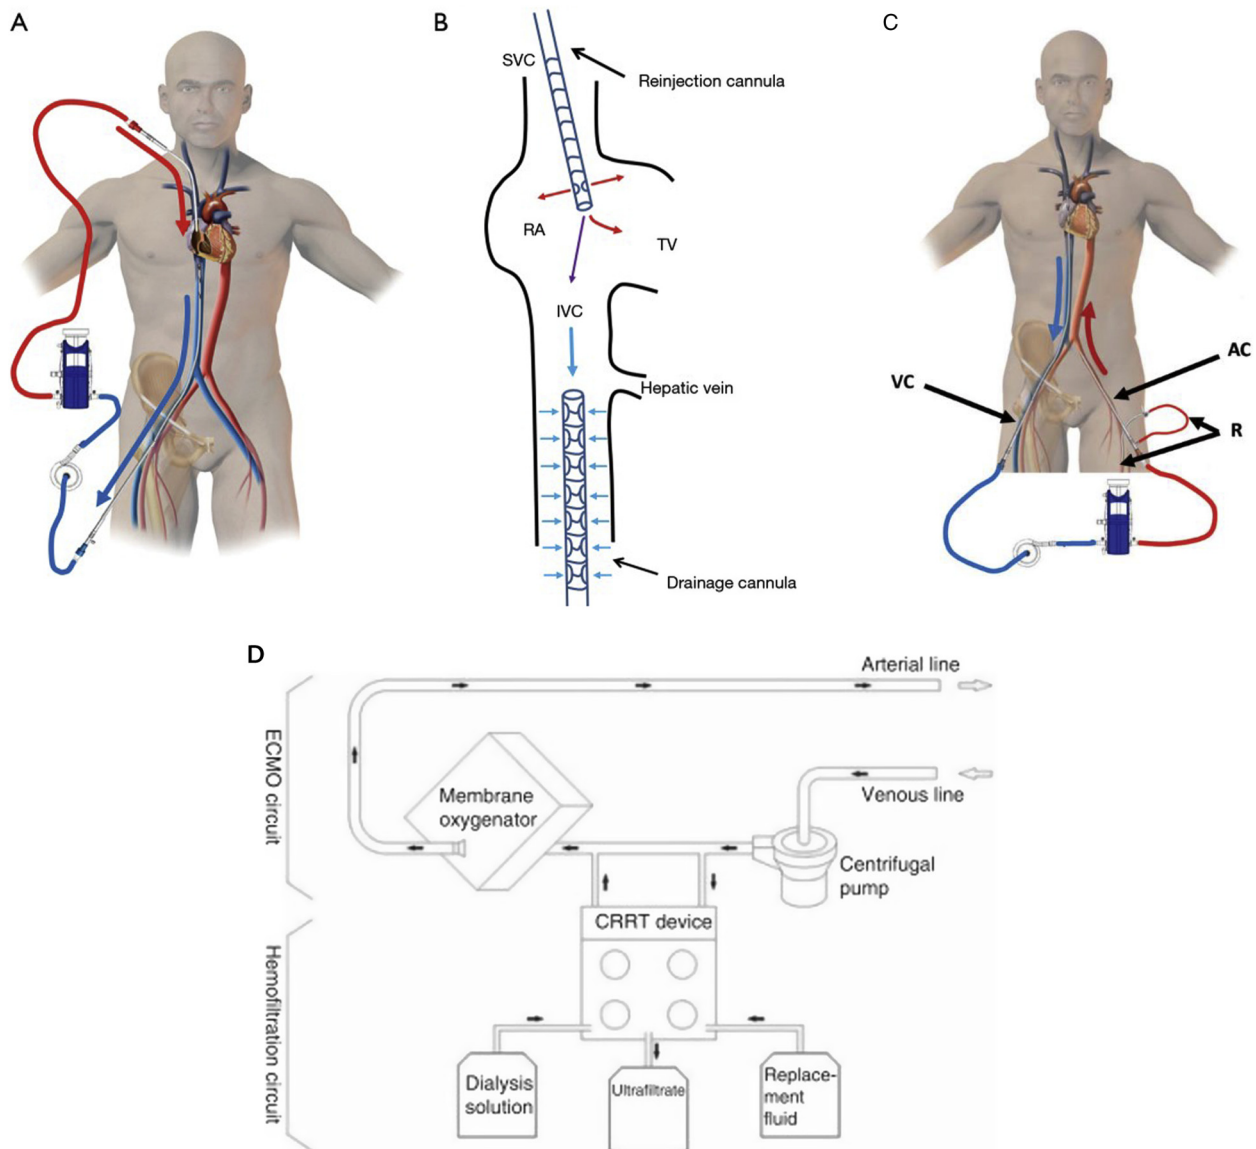 A
B
C
SVC
Reinjection cannula
RA
TV
IVC
Hepatic vein
Drainage cannula
VC
AC
R
D
Arterial line
ECMO circuit
Membrane
oxygenator
Venous line
Centrifugal
pump
CRRT device
Hemofiltration circuit
Dialysis
solution
Ultrafiltrate
Replace-
ment
fluid